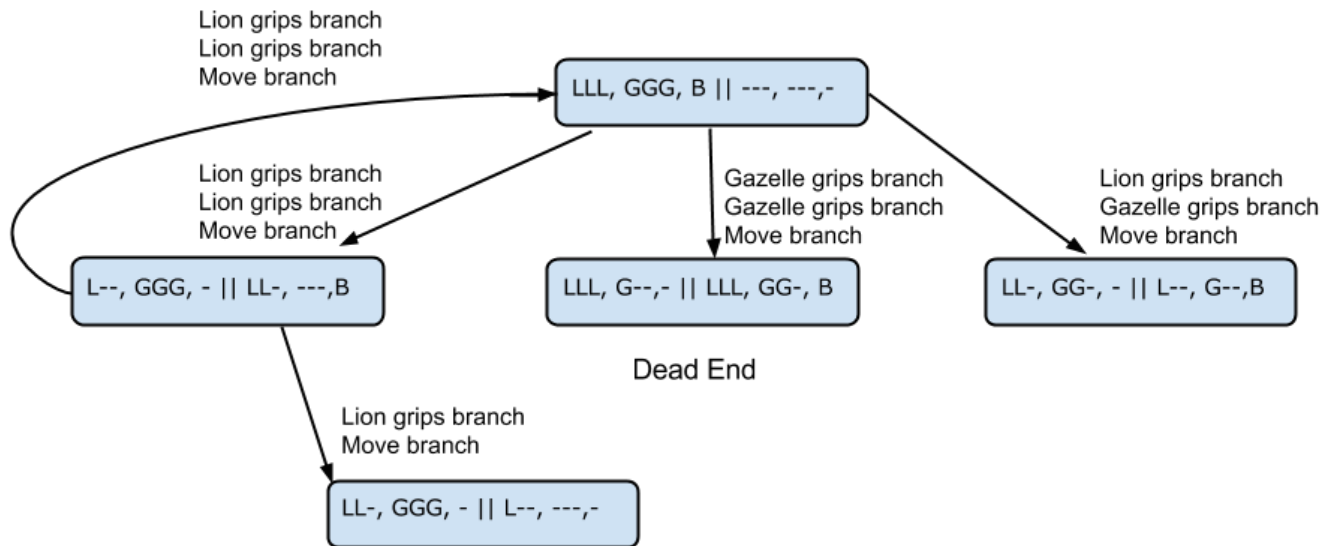 Lion grips branch
Lion grips branch
Move branch
LLL, GGG, B || ---, ---,-
Lion grips branch
Lion grips branch
Move branch
Gazelle grips branch
Gazelle grips branch
Move branch
Lion grips branch
Gazelle grips branch
Move branch
L--, GGG, - || LL-, ---,B
LLL, G--,- || LLL, GG-, B
LL-, GG-, - || L--, G--,B
Dead End
Lion grips branch
Move branch
LL-, GGG, - || L--, ---,-